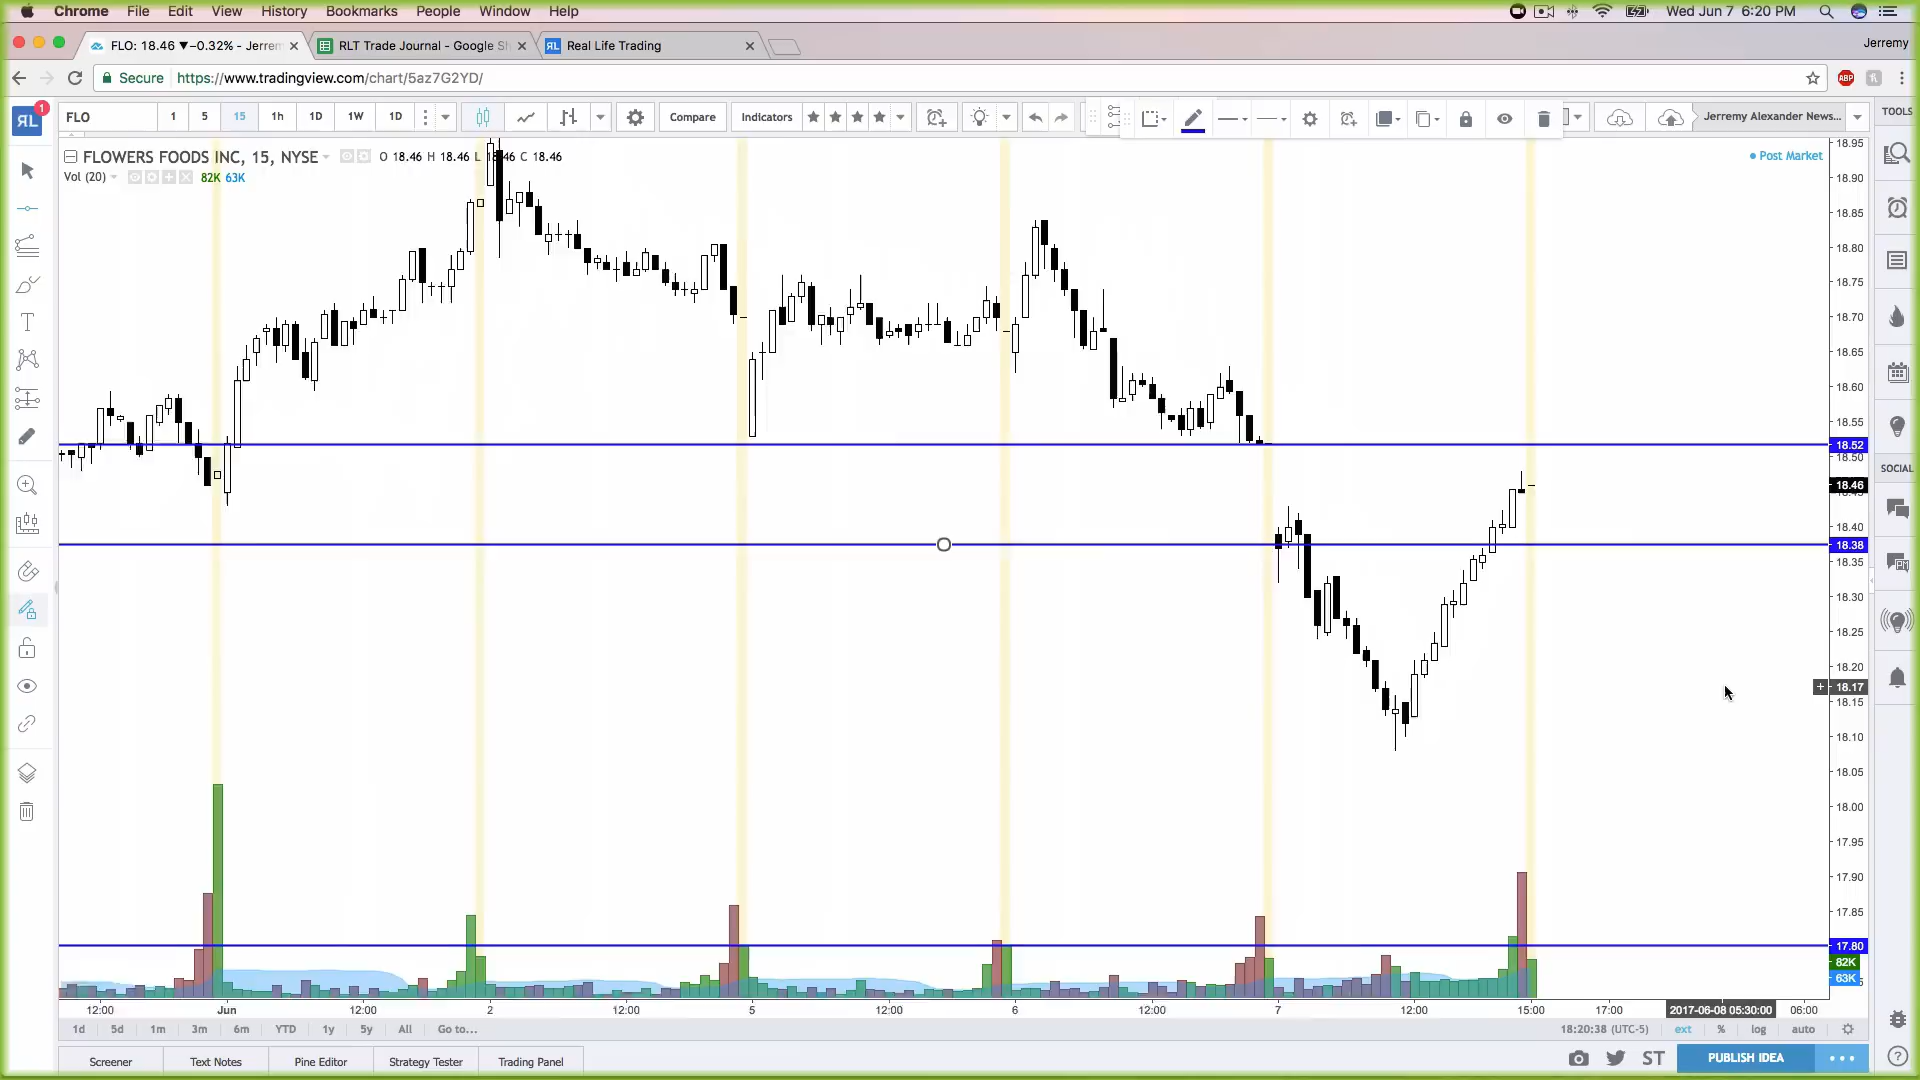 Chrome File Edit View History Bookmarks People Window Help
Wed Jun 7 6:20 PM
FLO: 18.46 ▼−0.32% - Jerem
RLT Trade Journal - Google Sh
Real Life Trading
Jeremy
Secure https://www.tradingview.com/chart/5az7G2YD/
ABP
RL 1
FLO 1 5 15 1h 1D 1W 1D Compare Indicators
Jerremy Alexander News...
TOOLS
FLOWERS FOODS INC, 15, NYSE O 18.46 H 18.46 L 18.46 C 18.46
Vol (20) 82K 63K
Post Market
18.95
18.90
18.85
18.80
18.75
18.70
18.65
18.60
18.55
18.52
18.50
18.46
18.40
18.38
18.35
18.30
18.25
18.20
18.17
18.15
18.10
18.05
18.00
17.95
17.90
17.85
17.80
82K
63K
SOCIAL
12:00 Jun 12:00 2 12:00 5 12:00 6 12:00 7 12:00 15:00 17:00 2017-06-08 05:30:00 06:00
1d 5d 1m 3m 6m YTD 1y 5y All Go to...
18:20:38 (UTC-5) ext % log auto
Screener Text Notes Pine Editor Strategy Tester Trading Panel
ST PUBLISH IDEA